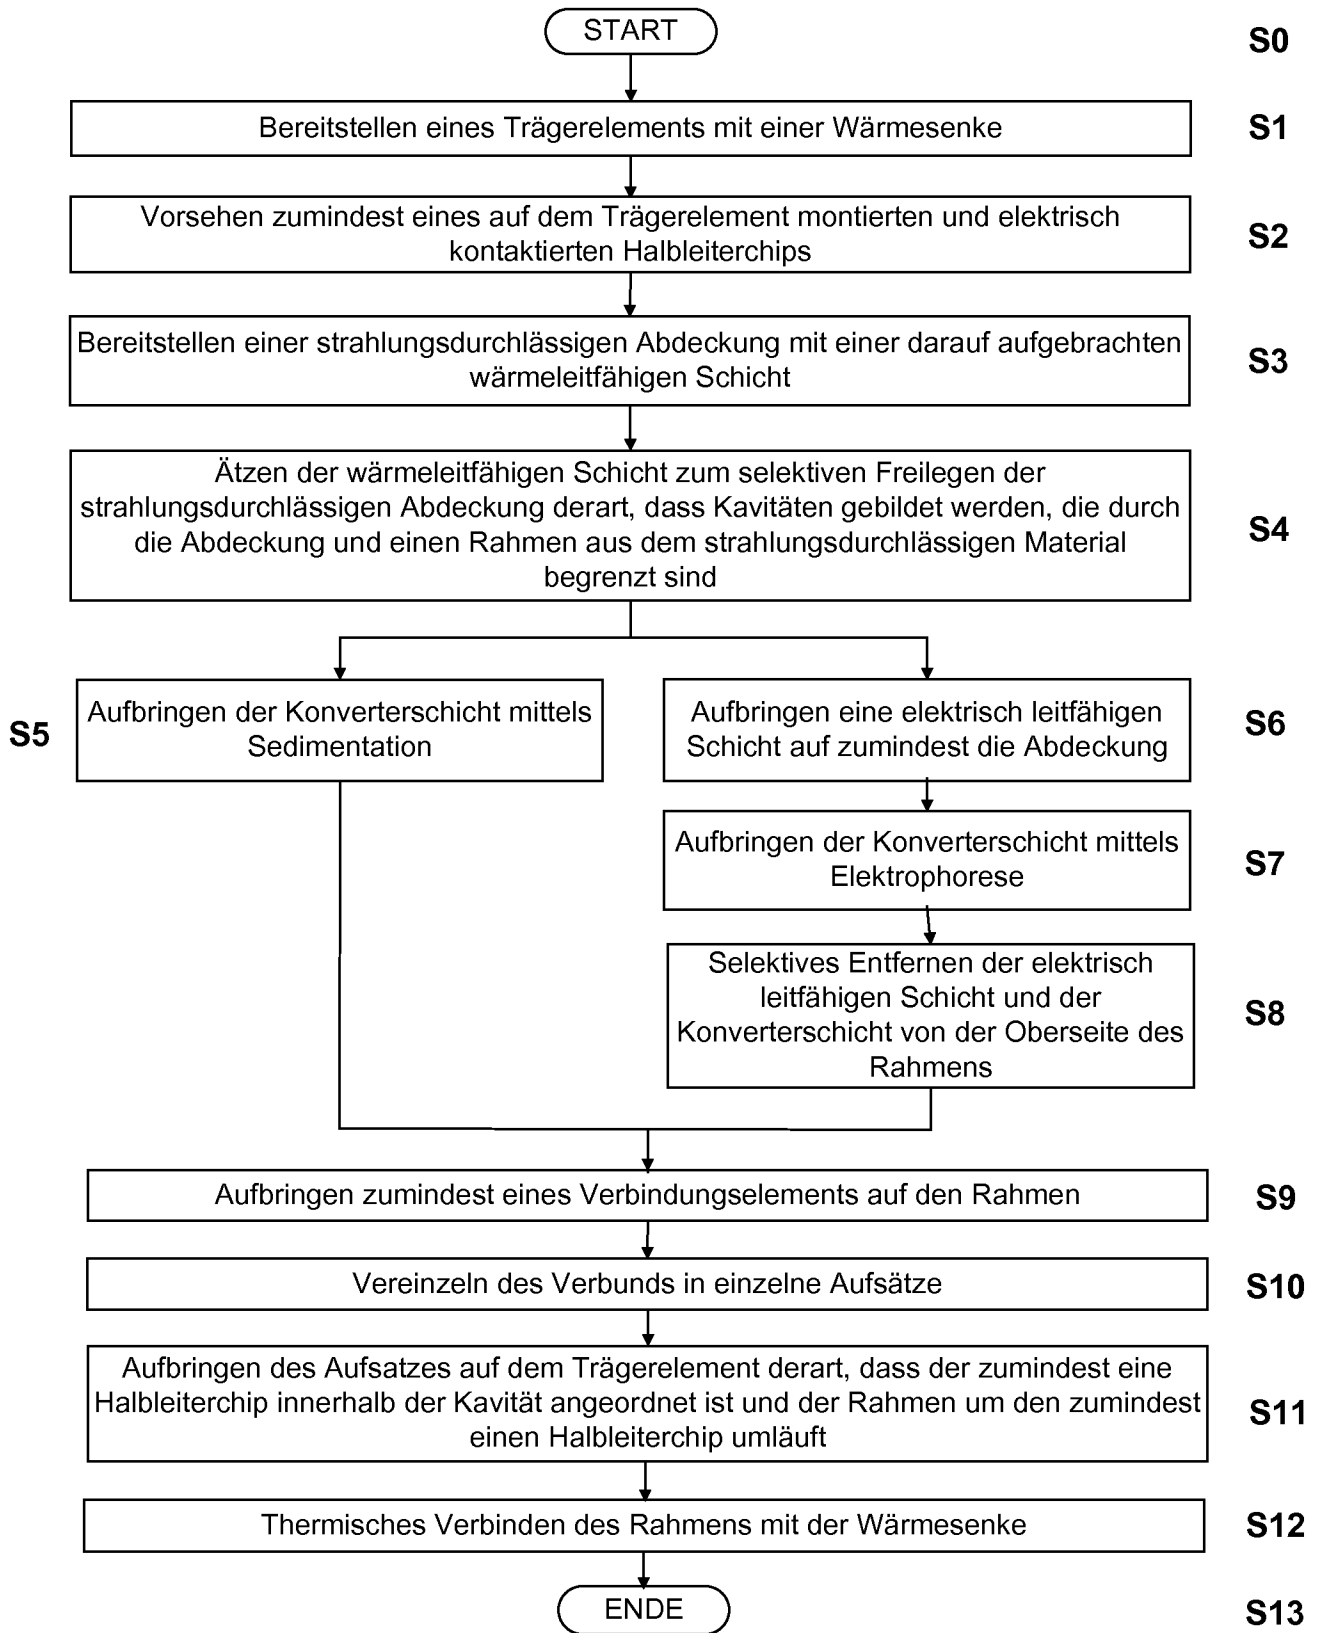 START
S0
Bereitstellen eines Trägerelements mit einer Wärmesenke
S1
Vorsehen zumindest eines auf dem Trägerelement montierten und elektrisch
kontaktierten Halbleiterchips
S2
Bereitstellen einer strahlungsdurchlässigen Abdeckung mit einer darauf aufgebrachten
wärmeleitfähigen Schicht
S3
Ätzen der wärmeleitfähigen Schicht zum selektiven Freilegen der
strahlungsdurchlässigen Abdeckung derart, dass Kavitäten gebildet werden, die durch
die Abdeckung und einen Rahmen aus dem strahlungsdurchlässigen Material
begrenzt sind
S4
S5
Aufbringen der Konverterschicht mittels
Sedimentation
Aufbringen eine elektrisch leitfähigen
Schicht auf zumindest die Abdeckung
S6
Aufbringen der Konverterschicht mittels
Elektrophorese
S7
Selektives Entfernen der elektrisch
leitfähigen Schicht und der
Konverterschicht von der Oberseite des
Rahmens
S8
Aufbringen zumindest eines Verbindungselements auf den Rahmen
S9
Vereinzeln des Verbunds in einzelne Aufsätze
S10
Aufbringen des Aufsatzes auf dem Trägerelement derart, dass der zumindest eine
Halbleiterchip innerhalb der Kavität angeordnet ist und der Rahmen um den zumindest
einen Halbleiterchip umläuft
S11
Thermisches Verbinden des Rahmens mit der Wärmesenke
S12
ENDE
S13